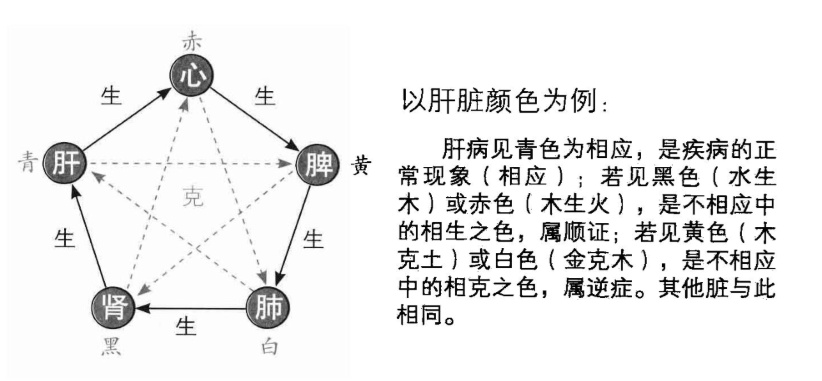 赤
心
生
生
青
肝
脾
黄
克
生
生
肾
肺
生
黑
白
以肝脏颜色为例：
肝病见青色为相应，是疾病的正
常现象（相应）；若见黑色（水生
木）或赤色（木生火），是不相应中
的相生之色，属顺证；若见黄色（木
克土）或白色（金克木），是不相应
中的相克之色，属逆症。其他脏与此
相同。